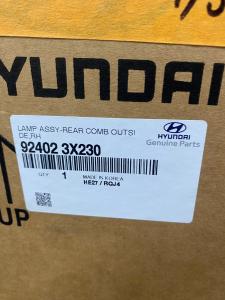 HYUNDAI
LAMP ASSY-REAR COMB OUTSI
DE,RH
HYUNDAI
Genuine Parts
92402 3X230
QTY 1 MADE IN KOREA
HE27 / RQJ4
UP